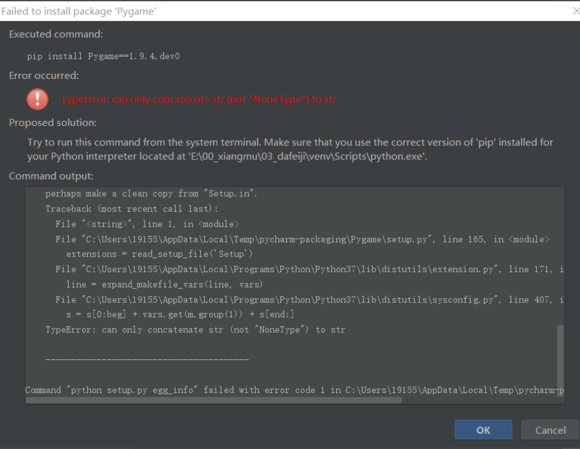 Failed to install package 'Pygame'
Executed command:
pip install Pygame==1.9.4.dev0
Error occurred:
TypeError: can only concatenate str (not "NoneType") to str
Proposed solution:
Try to run this command from the system terminal. Make sure that you use the correct version of 'pip' installed for
your Python interpreter located at 'E:\00_xiangmu\03_dafeiji\venv\Scripts\python.exe'.
Command output:
perhaps make a clean copy from "Setup.in".
Traceback (most recent call last):
File "<string>", line 1, in <module>
File "C:\Users\19155\AppData\Local\Temp\pycharm-packaging\Pygame\setup.py", line 165, in <module>
extensions = read_setup_file('Setup')
File "C:\Users\19155\AppData\Local\Programs\Python\Python37\lib\distutils\extension.py", line 171, i
line = expand_makefile_vars(line, vars)
File "C:\Users\19155\AppData\Local\Programs\Python\Python37\lib\distutils\sysconfig.py", line 407, i
s = s[0:beg] + vars.get(m.group(1)) + s[end:]
TypeError: can only concatenate str (not "NoneType") to str
----------------------------------------
Command "python setup.py egg_info" failed with error code 1 in C:\Users\19155\AppData\Local\Temp\pycharm-p
OK
Cancel